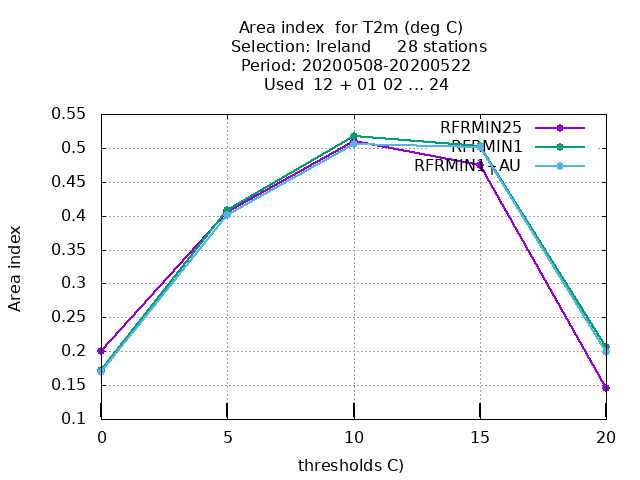 Area index  for T2m (deg C)
Selection: Ireland     28 stations
Period: 20200508-20200522
Used  12 + 01 02 ... 24
0.55
0.5
0.45
0.4
0.35
0.3
0.25
0.2
0.15
0.1
Area index
RFRMIN25
RFRMIN1
RFRMIN1+AU
0
5
10
15
20
thresholds C)